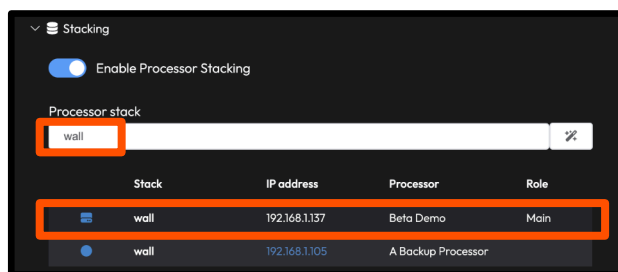 Stacking
Enable Processor Stacking
Processor stack
wall
Stack IP address Processor Role
wall 192.168.1.137 Beta Demo Main
wall 192.168.1.105 A Backup Processor